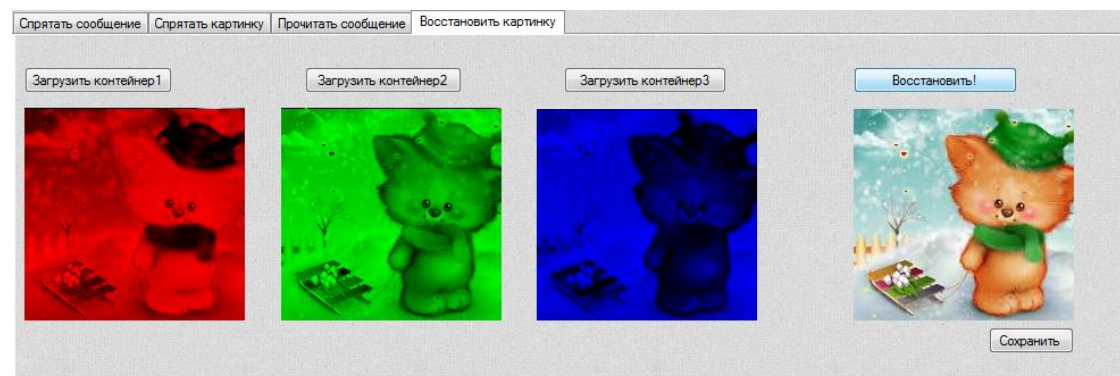 Спрятать сообщение Спрятать картинку Прочитать сообщение Восстановить картинку
Загрузить контейнер1 Загрузить контейнер2 Загрузить контейнер3 Восстановить!
Сохранить